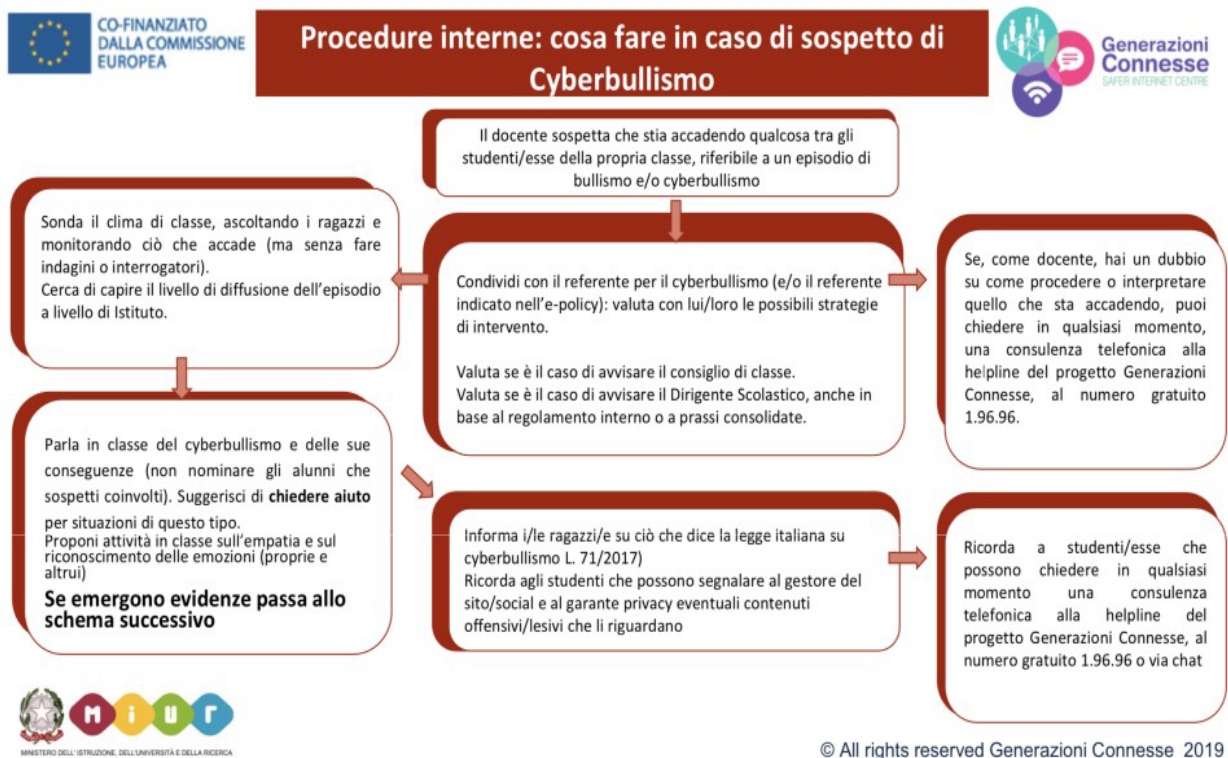 CO-FINANZIATO
DALLA COMMISSIONE
EUROPEA
Procedure interne: cosa fare in caso di sospetto di
Cyberbullismo
Generazioni
Connesse
SAFER INTERNET CENTRE
Il docente sospetta che stia accadendo qualcosa tra gli
studenti/esse della propria classe, riferibile a un episodio di
bullismo e/o cyberbullismo
Sonda il clima di classe, ascoltando i ragazzi e
monitorando ciò che accade (ma senza fare
indagini o interrogatori).
Cerca di capire il livello di diffusione dell'episodio
a livello di Istituto.
Condividi con il referente per il cyberbullismo (e/o il referente
indicato nell'e-policy): valuta con lui/loro le possibili strategie
di intervento.
Valuta se è il caso di avvisare il consiglio di classe.
Valuta se è il caso di avvisare il Dirigente Scolastico, anche in
base al regolamento interno o a prassi consolidate.
Se, come docente, hai un dubbio
su come procedere o interpretare
quello che sta accadendo, puoi
chiedere in qualsiasi momento,
una consulenza telefonica alla
helpline del progetto Generazioni
Connesse, al numero gratuito
1.96.96.
Parla in classe del cyberbullismo e delle sue
conseguenze (non nominare gli alunni che
sospetti coinvolti). Suggerisci di chiedere aiuto
per situazioni di questo tipo.
Proponi attività in classe sull'empatia e sul
riconoscimento delle emozioni (proprie e
altrui)
Se emergono evidenze passa allo
schema successivo
Informa i/le ragazzi/e su ciò che dice la legge italiana su
cyberbullismo L. 71/2017)
Ricorda agli studenti che possono segnalare al gestore del
sito/social e al garante privacy eventuali contenuti
offensivi/lesivi che li riguardano
Ricorda a studenti/esse che
possono chiedere in qualsiasi
momento una consulenza
telefonica alla helpline del
progetto Generazioni Connesse, al
numero gratuito 1.96.96 o via chat
MiUr
MINISTERO DELL'ISTRUZIONE, DELL'UNIVERSITÀ E DELLA RICERCA
© All rights reserved Generazioni Connesse 2019